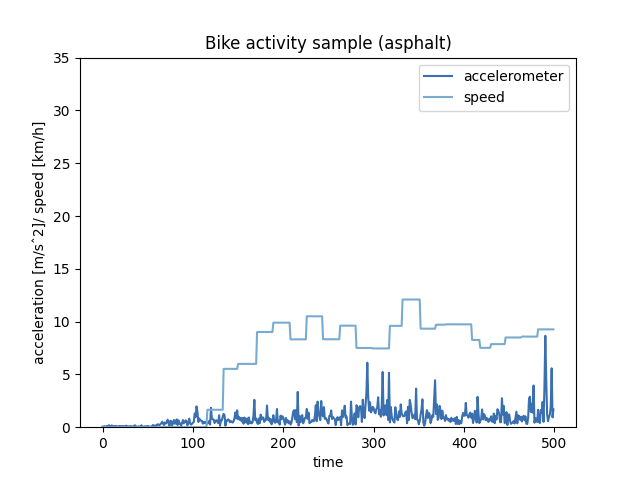 Bike activity sample (asphalt)
accelerometer
speed
acceleration [m/sˆ2]/ speed [km/h]
35
30
25
20
15
10
5
0
0 100 200 300 400 500
time